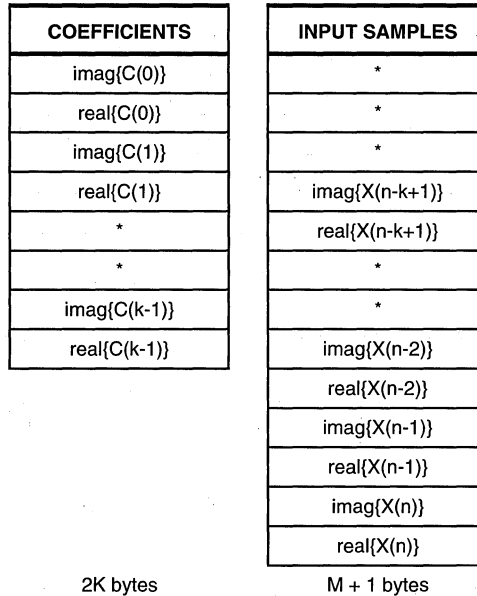 COEFFICIENTS
imag{C(0)}
real{C(0)}
imag{C(1)}
real{C(1)}
*
*
imag{C(k-1)}
real{C(k-1)}
2K bytes
INPUT SAMPLES
*
*
*
imag{X(n-k+1)}
real{X(n-k+1)}
*
*
imag{X(n-2)}
real{X(n-2)}
imag{X(n-1)}
real{X(n-1)}
imag{X(n)}
real{X(n)}
M + 1 bytes